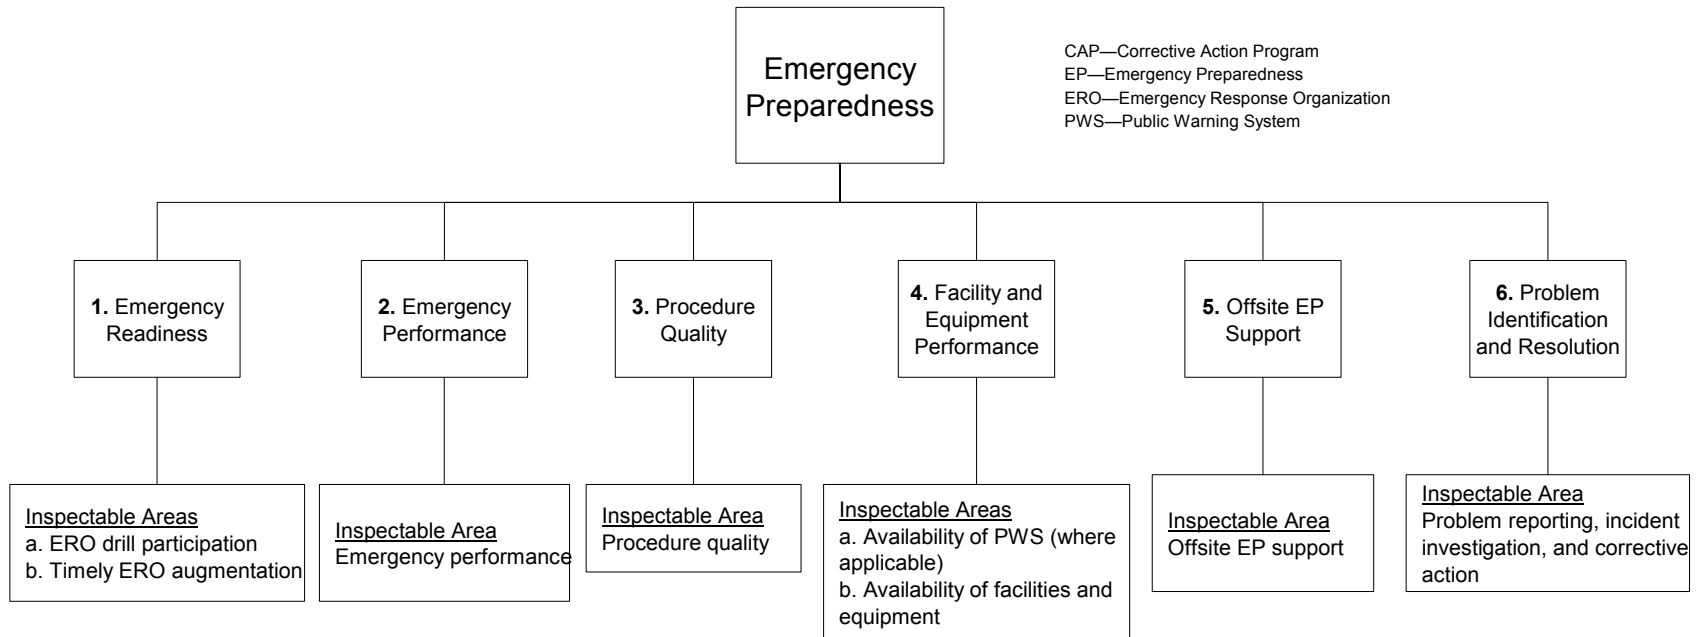 Emergency
Preparedness
CAP—Corrective Action Program
EP—Emergency Preparedness
ERO—Emergency Response Organization
PWS—Public Warning System
1. Emergency
Readiness
2. Emergency
Performance
3. Procedure
Quality
4. Facility and
Equipment
Performance
5. Offsite EP
Support
6. Problem
Identification
and Resolution
Inspectable Areas
a. ERO drill participation
b. Timely ERO augmentation
Inspectable Area
Emergency performance
Inspectable Area
Procedure quality
Inspectable Areas
a. Availability of PWS (where
applicable)
b. Availability of facilities and
equipment
Inspectable Area
Offsite EP support
Inspectable Area
Problem reporting, incident
investigation, and corrective
action